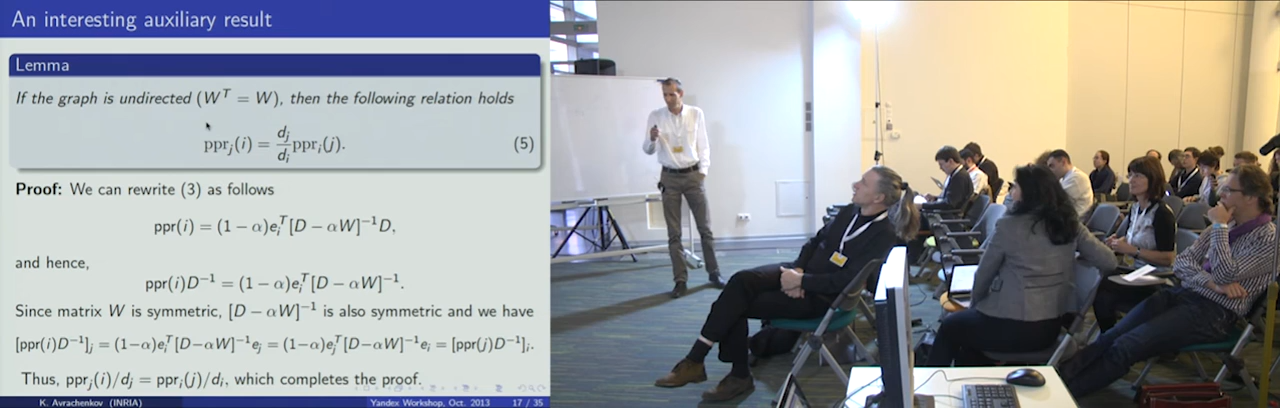 An interesting auxiliary result
Lemma
If the graph is undirected (W^T = W), then the following relation holds
ppr_j(i) = d_j/d_i ppr_i(j). (5)
Proof: We can rewrite (3) as follows
ppr(i) = (1 − α)e_i^T[D − αW]^{-1}D,
and hence,
ppr(i)D^{-1} = (1 − α)e_i^T[D − αW]^{-1}.
Since matrix W is symmetric, [D − αW]^{-1} is also symmetric and we have
[ppr(i)D^{-1}]_j = (1−α)e_i^T[D−αW]^{-1}e_j = (1−α)e_j^T[D−αW]^{-1}e_i = [ppr(j)D^{-1}]_i.
Thus, ppr_j(i)/d_j = ppr_i(j)/d_i, which completes the proof.
K. Avrachenkov (INRIA) Yandex Workshop, Oct. 2013 17 / 35